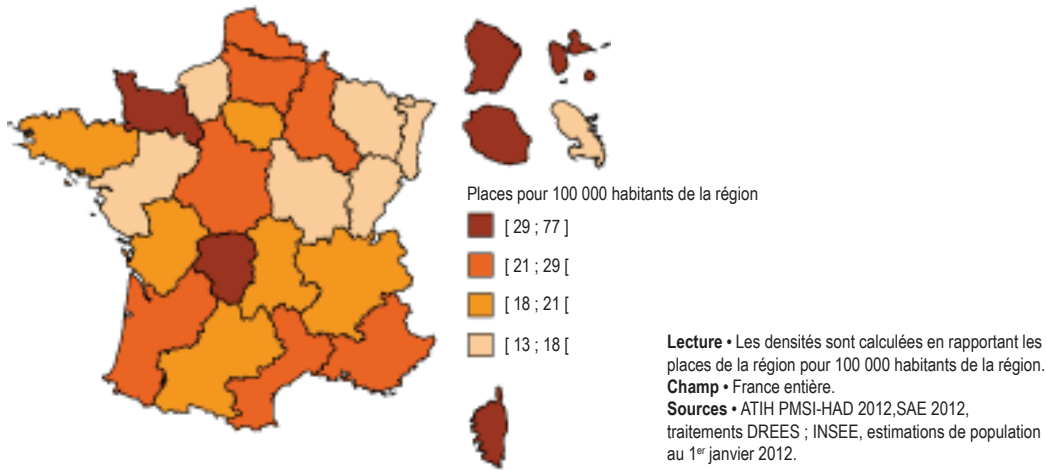 Places pour 100 000 habitants de la région
[ 29 ; 77 ]
[ 21 ; 29 [
[ 18 ; 21 [
[ 13 ; 18 [
Lecture • Les densités sont calculées en rapportant les
places de la région pour 100 000 habitants de la région.
Champ • France entière.
Sources • ATIH PMSI-HAD 2012,SAE 2012,
traitements DREES ; INSEE, estimations de population
au 1er janvier 2012.